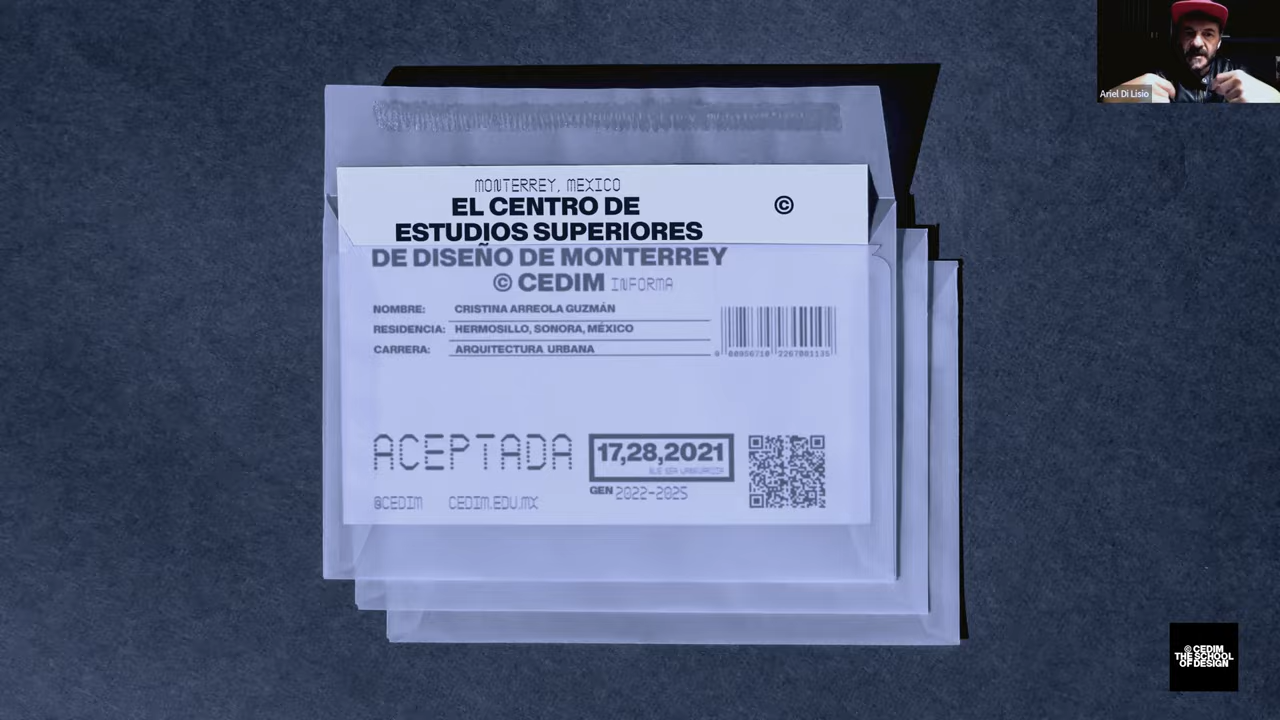 Ariel Di Lisio
MONTERREY, MEXICO
EL CENTRO DE
©
ESTUDIOS SUPERIORES
DE DISEÑO DE MONTERREY
© CEDIM INFORMA
NOMBRE: CRISTINA ARREOLA GUZMÁN
RESIDENCIA: HERMOSILLO, SONORA, MÉXICO
CARRERA: ARQUITECTURA URBANA
ACEPTADA
17,28,2021
GEN 2022-2025
@CEDIM CEDIM.EDU.MX
© CEDIM
THE SCHOOL
OF DESIGN